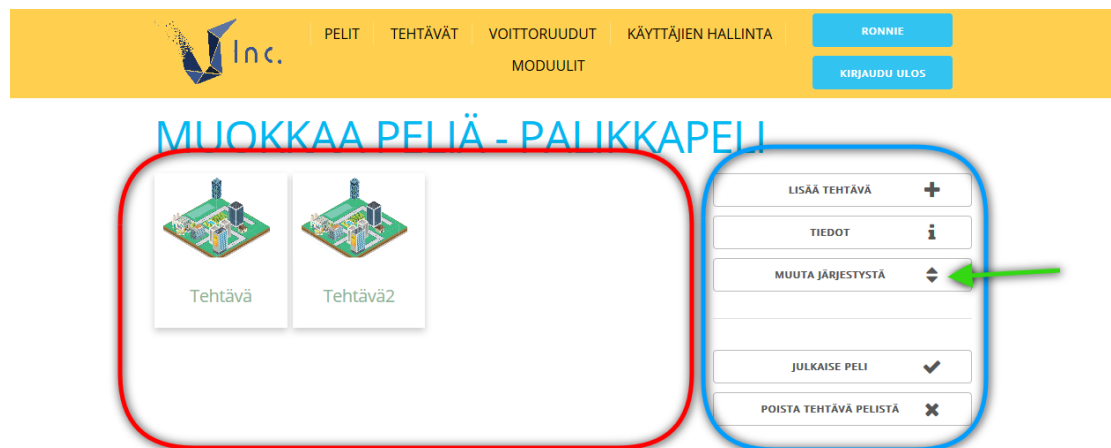 Inc.
PELIT TEHTÄVÄT VOITTORUUDUT KÄYTTÄJIEN HALLINTA
MODUULIT
RONNIE
KIRJAUDU ULOS
MUOKKAA PELIÄ - PALIKKAPELI
Tehtävä
Tehtävä2
LISÄÄ TEHTÄVÄ
TIEDOT
MUUTA JÄRJESTYSTÄ
JULKAISE PELI
POISTA TEHTÄVÄ PELISTÄ